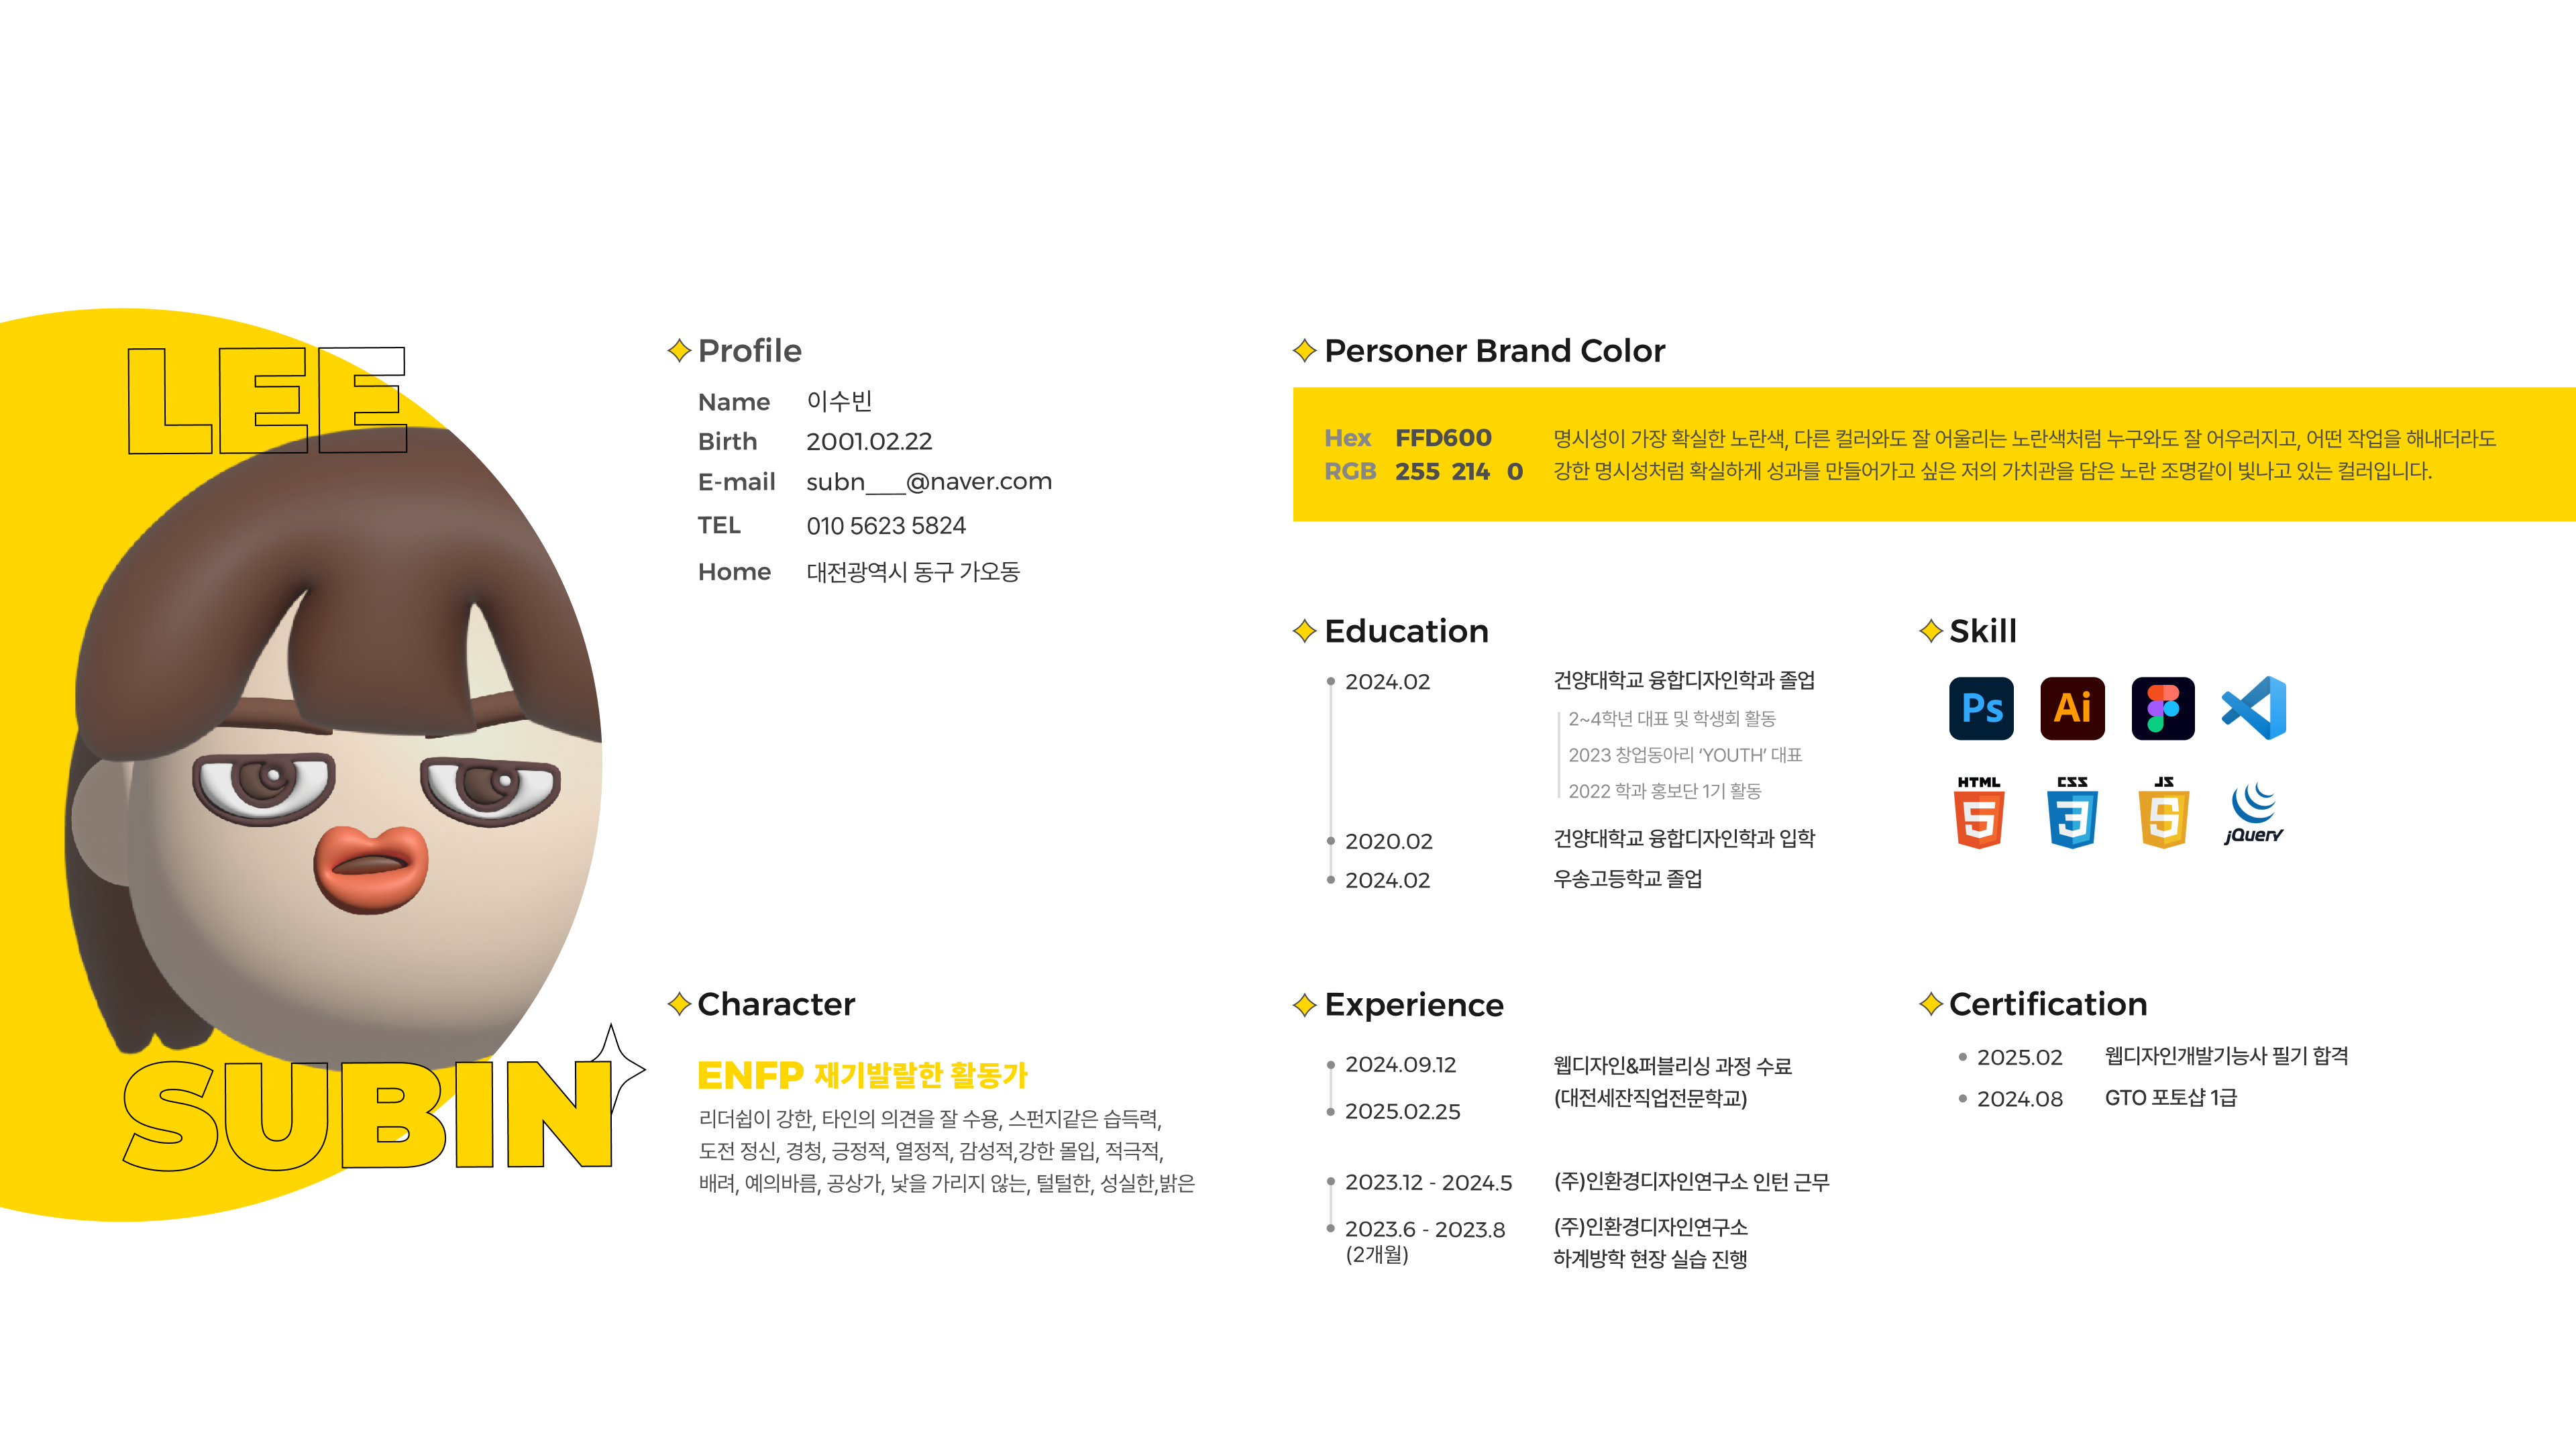 LEE
SUBIN
Profile
Name 이수빈
Birth 2001.02.22
E-mail subn___@naver.com
TEL 010 5623 5824
Home 대전광역시 동구 가오동
Character
ENFP 재기발랄한 활동가
리더쉽이 강한, 타인의 의견을 잘 수용, 스펀지같은 습득력,
도전 정신, 경청, 긍정적, 열정적, 감성적,강한 몰입, 적극적,
배려, 예의바름, 공상가, 낯을 가리지 않는, 털털한, 성실한,밝은
Personer Brand Color
Hex FFD600
RGB 255 214 0
명시성이 가장 확실한 노란색, 다른 컬러와도 잘 어울리는 노란색처럼 누구와도 잘 어우러지고, 어떤 작업을 해내더라도
강한 명시성처럼 확실하게 성과를 만들어가고 싶은 저의 가치관을 담은 노란 조명같이 빛나고 있는 컬러입니다.
Education
2024.02 건양대학교 융합디자인학과 졸업
2~4학년 대표 및 학생회 활동
2023 창업동아리 ‘YOUTH’ 대표
2022 학과 홍보단 1기 활동
2020.02 건양대학교 융합디자인학과 입학
2024.02 우송고등학교 졸업
Skill
Ps Ai
HTML 5 CSS 3 JS 5 jQuery
Experience
2024.09.12 웹디자인&퍼블리싱 과정 수료
2025.02.25 (대전세잔직업전문학교)
2023.12 - 2024.5 (주)인환경디자인연구소 인턴 근무
2023.6 - 2023.8 (주)인환경디자인연구소
(2개월) 하계방학 현장 실습 진행
Certification
2025.02 웹디자인개발기능사 필기 합격
2024.08 GTO 포토샵 1급